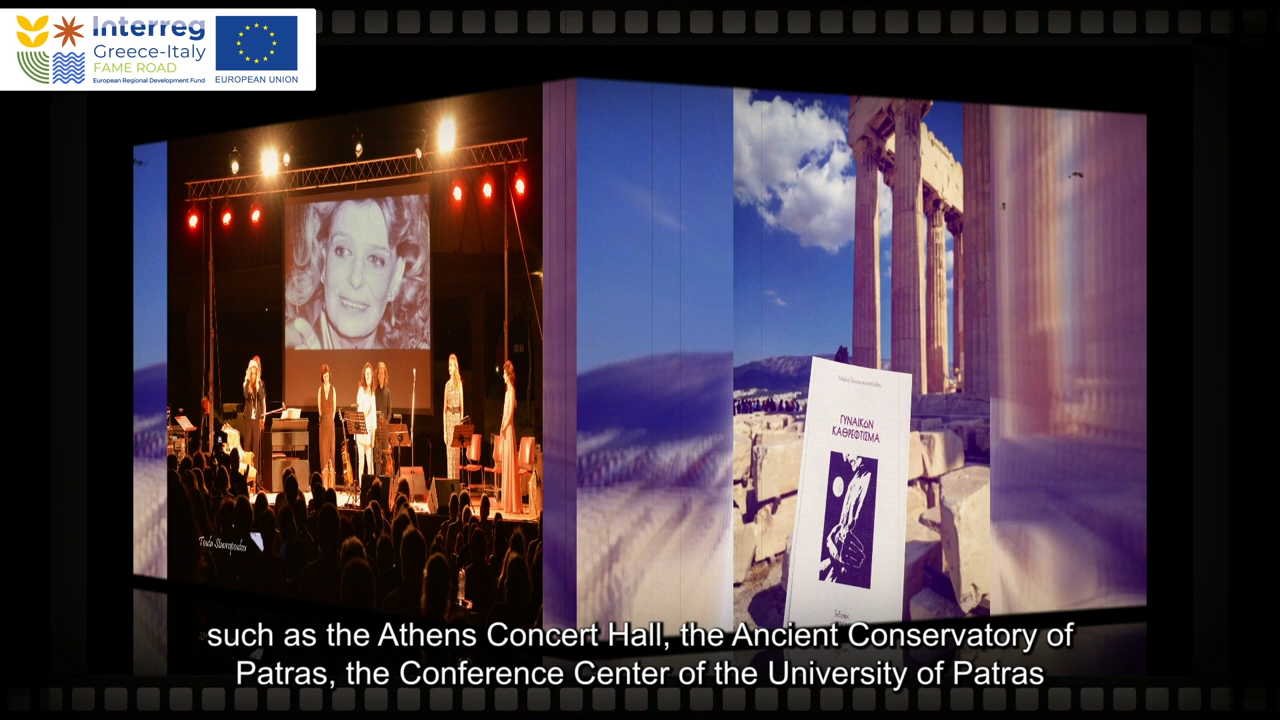 Interreg
Greece-Italy
FAME ROAD
European Regional Development Fund
EUROPEAN UNION
ΓΥΝΑΙΚΩΝ
ΚΑΘΡΕΦΤΙΣΜΑ
such as the Athens Concert Hall, the Ancient Conservatory of
Patras, the Conference Center of the University of Patras